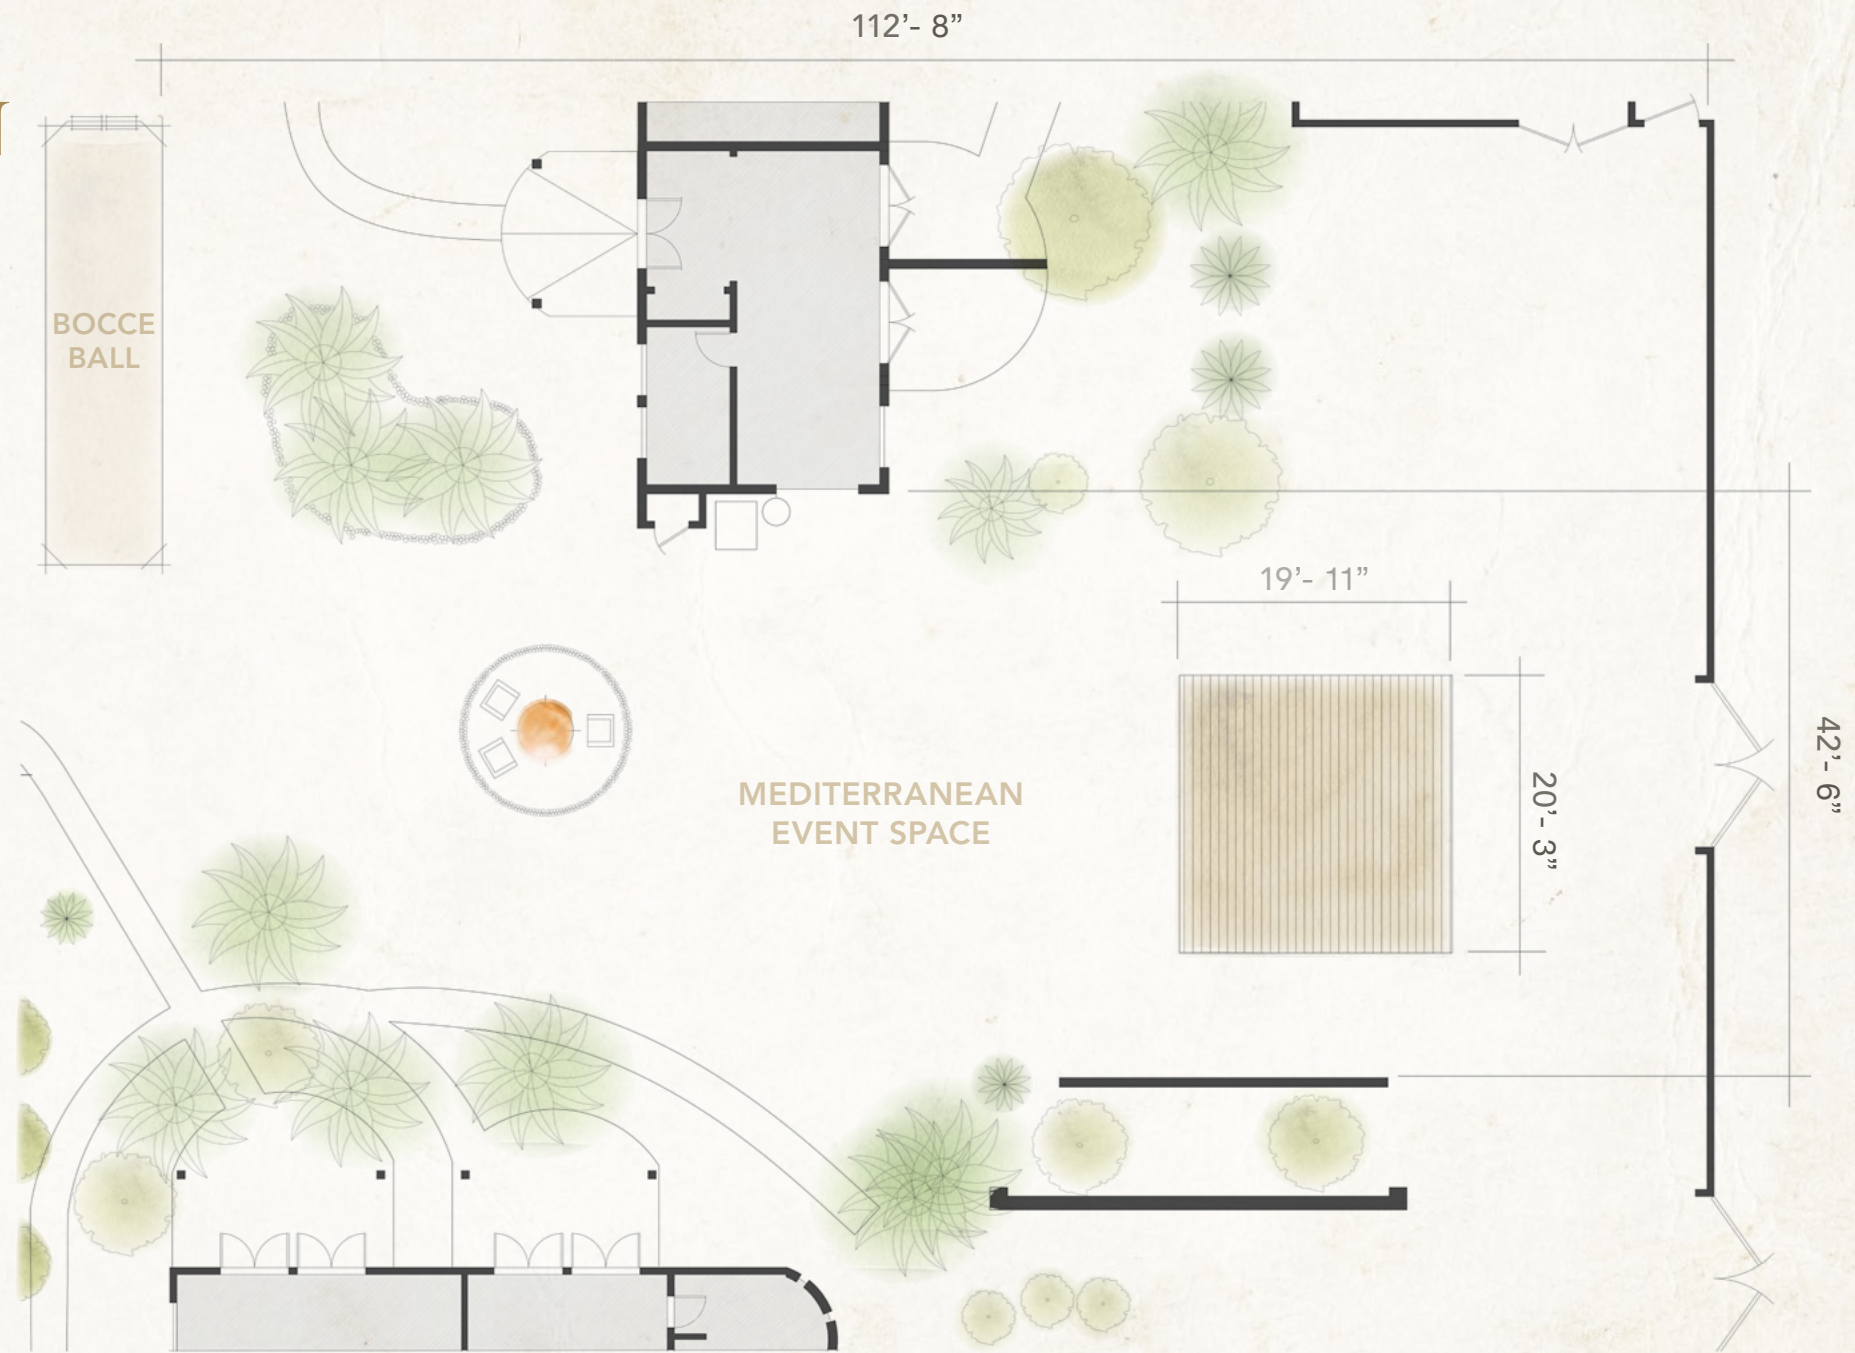 112’- 8”
BOCCE
BALL
19’- 11”
42’- 6”
20’- 3”
MEDITERRANEAN
EVENT SPACE